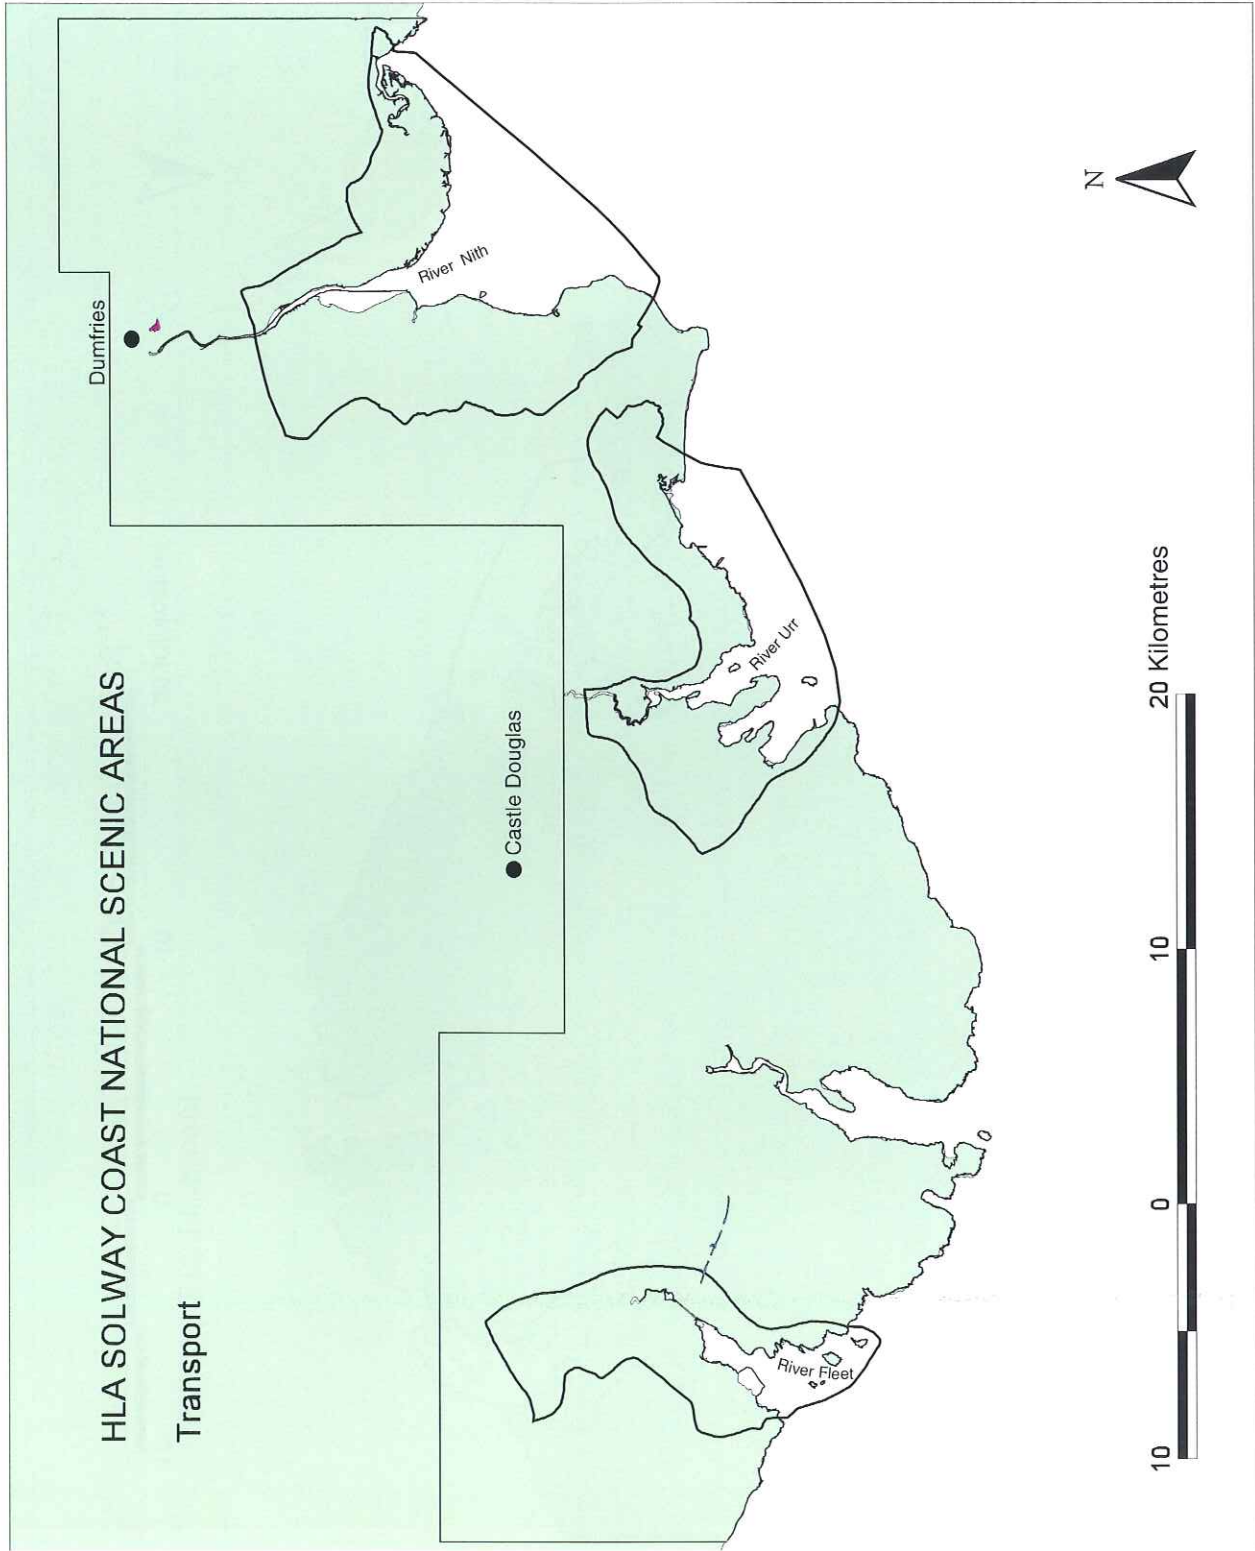 HLA SOLWAY COAST NATIONAL SCENIC AREAS
Transport
Dumfries
Castle Douglas
River Nith
River Urr
River Fleet
N
10 0 10 20 Kilometres